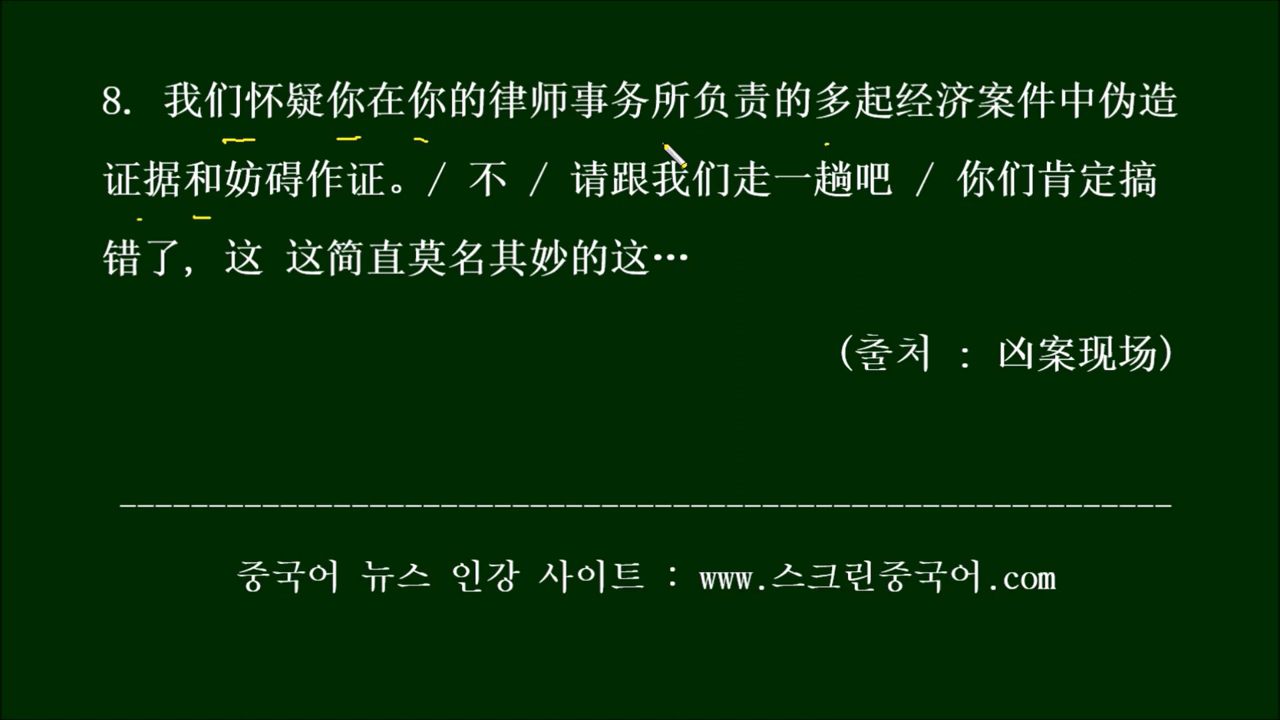 8. 我们怀疑你在你的律师事务所负责的多起经济案件中伪造
证据和妨碍作证。/ 不 / 请跟我们走一趟吧 / 你们肯定搞
错了, 这 这简直莫名其妙的这…
(출처 : 凶案现场)
중국어 뉴스 인강 사이트 : www.스크린중국어.com